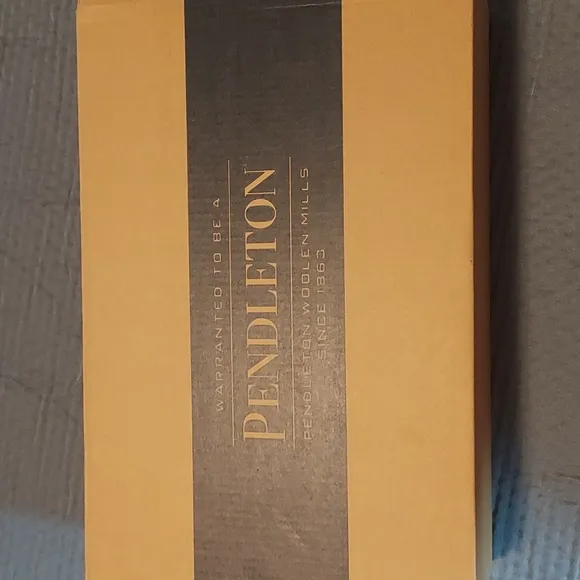 WARRANTED TO BE A
PENDLETON
PENDLETON WOOLEN MILLS
SINCE 1863